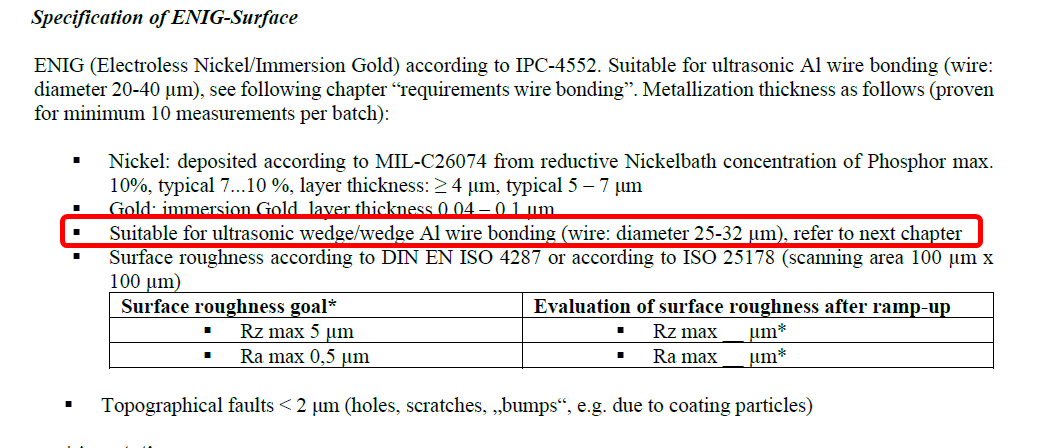 Specification of ENIG-Surface
ENIG (Electroless Nickel/Immersion Gold) according to IPC-4552. Suitable for ultrasonic Al wire bonding (wire:
diameter 20-40 µm), see following chapter “requirements wire bonding”. Metallization thickness as follows (proven
for minimum 10 measurements per batch):
▪ Nickel: deposited according to MIL-C26074 from reductive Nickelbath concentration of Phosphor max.
10%, typical 7...10 %, layer thickness: ≥ 4 µm, typical 5 – 7 µm
▪ Gold: immersion Gold, layer thickness 0,04 – 0,1 µm
▪ Suitable for ultrasonic wedge/wedge Al wire bonding (wire: diameter 25-32 µm), refer to next chapter
▪ Surface roughness according to DIN EN ISO 4287 or according to ISO 25178 (scanning area 100 µm x
100 µm)
Surface roughness goal* Evaluation of surface roughness after ramp-up
▪ Rz max 5 µm ▪ Rz max __ µm*
▪ Ra max 0,5 µm ▪ Ra max __ µm*
▪ Topographical faults < 2 µm (holes, scratches, „bumps“, e.g. due to coating particles)